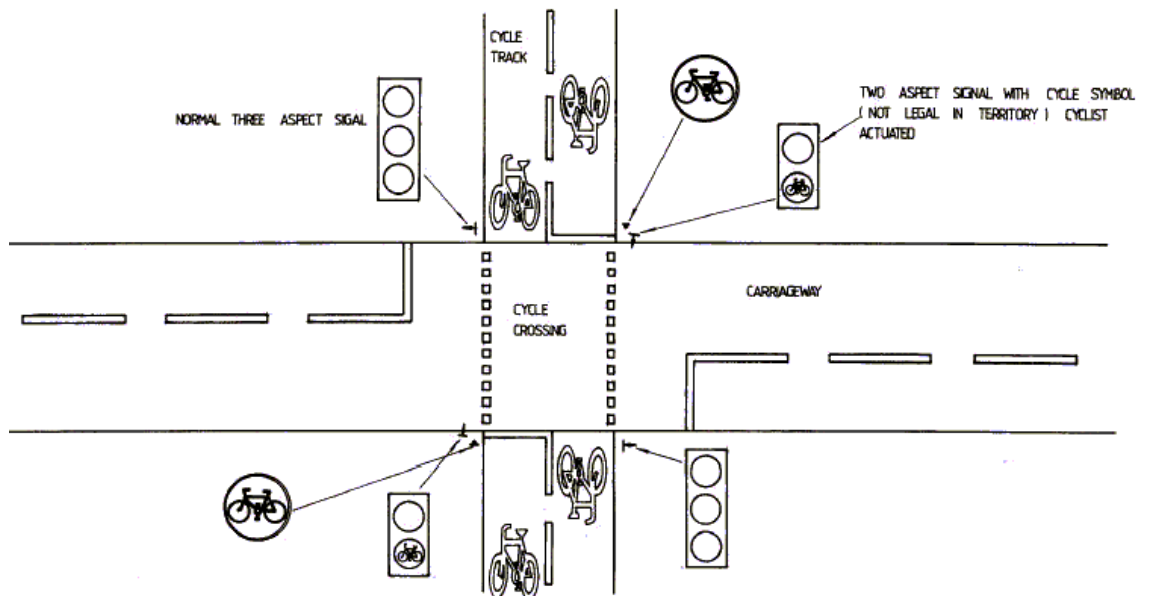 CYCLE
TRACK
NORMAL THREE ASPECT SIGAL
TWO ASPECT SIGNAL WITH CYCLE SYMBOL
( NOT LEGAL IN TERRITORY ) CYCLIST
ACTUATED
CARRIAGEWAY
CYCLE
CROSSING